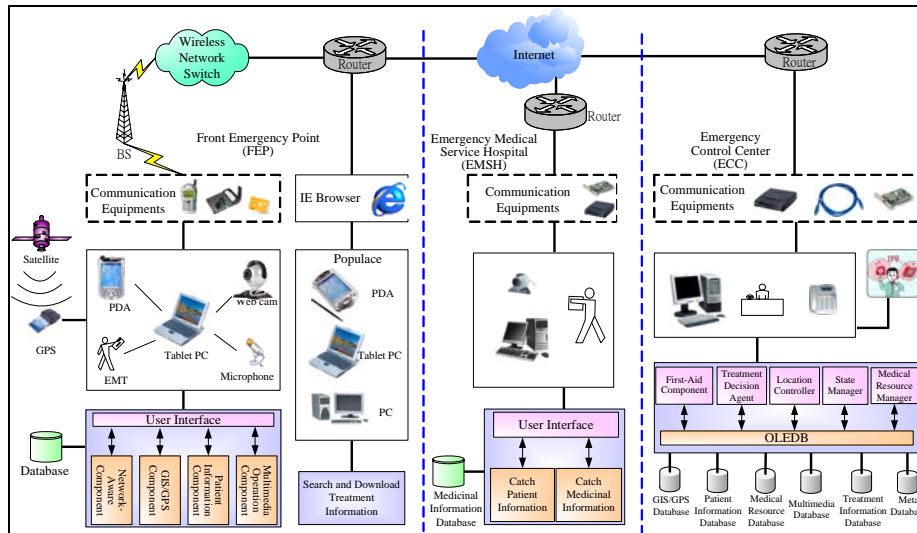 Wireless
Network
Switch
Router
Internet
Router
Router
BS
Front Emergency Point
(FEP)
Emergency Medical
Service Hospital
(EMSH)
Emergency
Control Center
(ECC)
Communication
Equipments
IE Browser
Communication
Equipments
Communication
Equipments
Satellite
GPS
PDA
Web cam
Tablet PC
EMT
Microphone
Populace
PDA
Tablet PC
PC
User Interface
Network-
Aware
Component
GIS/GPS
Component
Patient
Information
Component
Multimedia
Operation
Component
Database
Search and Download
Treatment
Information
User Interface
Catch
Patient
Information
Catch
Medicinal
Information
Medicinal
Information
Database
First-Aid
Component
Treatment
Decision
Agent
Location
Controller
State
Manager
Medical
Resource
Manager
OLEDB
GIS/GPS
Database
Patient
Information
Database
Medical
Resource
Database
Multimedia
Database
Treatment
Information
Database
Meta
Database